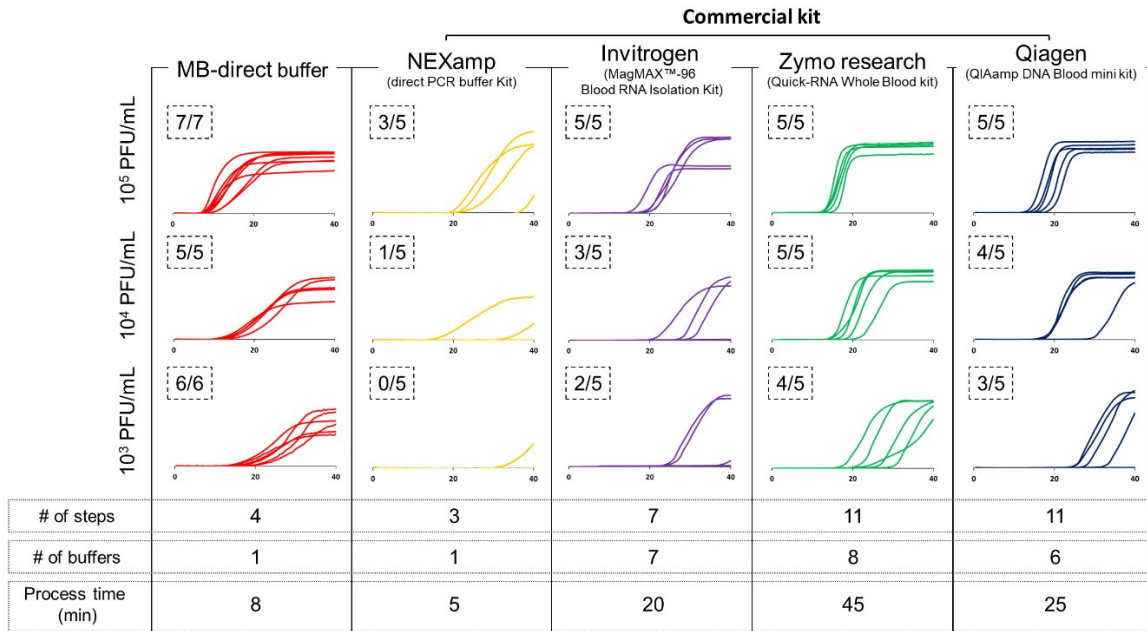 Commercial kit
MB-direct buffer
NEXamp
(direct PCR buffer Kit)
Invitrogen
(MagMAX™-96
Blood RNA Isolation Kit)
Zymo research
(Quick-RNA Whole Blood kit)
Qiagen
(QIAamp DNA Blood mini kit)
10⁵ PFU/mL
7/7
3/5
5/5
5/5
5/5
0 20 40
0 20 40
0 20 40
0 20 40
0 20 40
10⁴ PFU/mL
5/5
1/5
3/5
5/5
4/5
0 20 40
0 20 40
0 20 40
0 20 40
0 20 40
10³ PFU/mL
6/6
0/5
2/5
4/5
3/5
0 20 40
0 20 40
0 20 40
0 20 40
0 20 40
# of steps 4 3 7 11 11
# of buffers 1 1 7 8 6
Process time
(min) 8 5 20 45 25